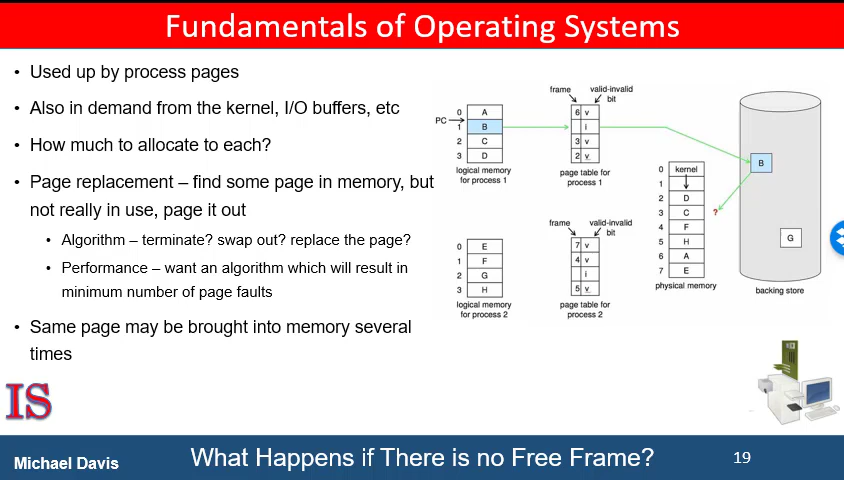 Fundamentals of Operating Systems
• Used up by process pages
• Also in demand from the kernel, I/O buffers, etc
• How much to allocate to each?
• Page replacement – find some page in memory, but
not really in use, page it out
• Algorithm – terminate? swap out? replace the page?
• Performance – want an algorithm which will result in
minimum number of page faults
• Same page may be brought into memory several
times
frame
valid-invalid
bit
PC
0 A
1 B
2 C
3 D
logical memory
for process 1
6 v
i
3 v
2 v
page table for
process 1
0 E
1 F
2 G
3 H
logical memory
for process 2
frame
valid-invalid
bit
7 v
4 v
i
5 v
page table for
process 2
0 kernel
1
2 D
3 C
4 F
5 H
6 A
7 E
physical memory
?
B
G
backing store
IS
Michael Davis
What Happens if There is no Free Frame?
19